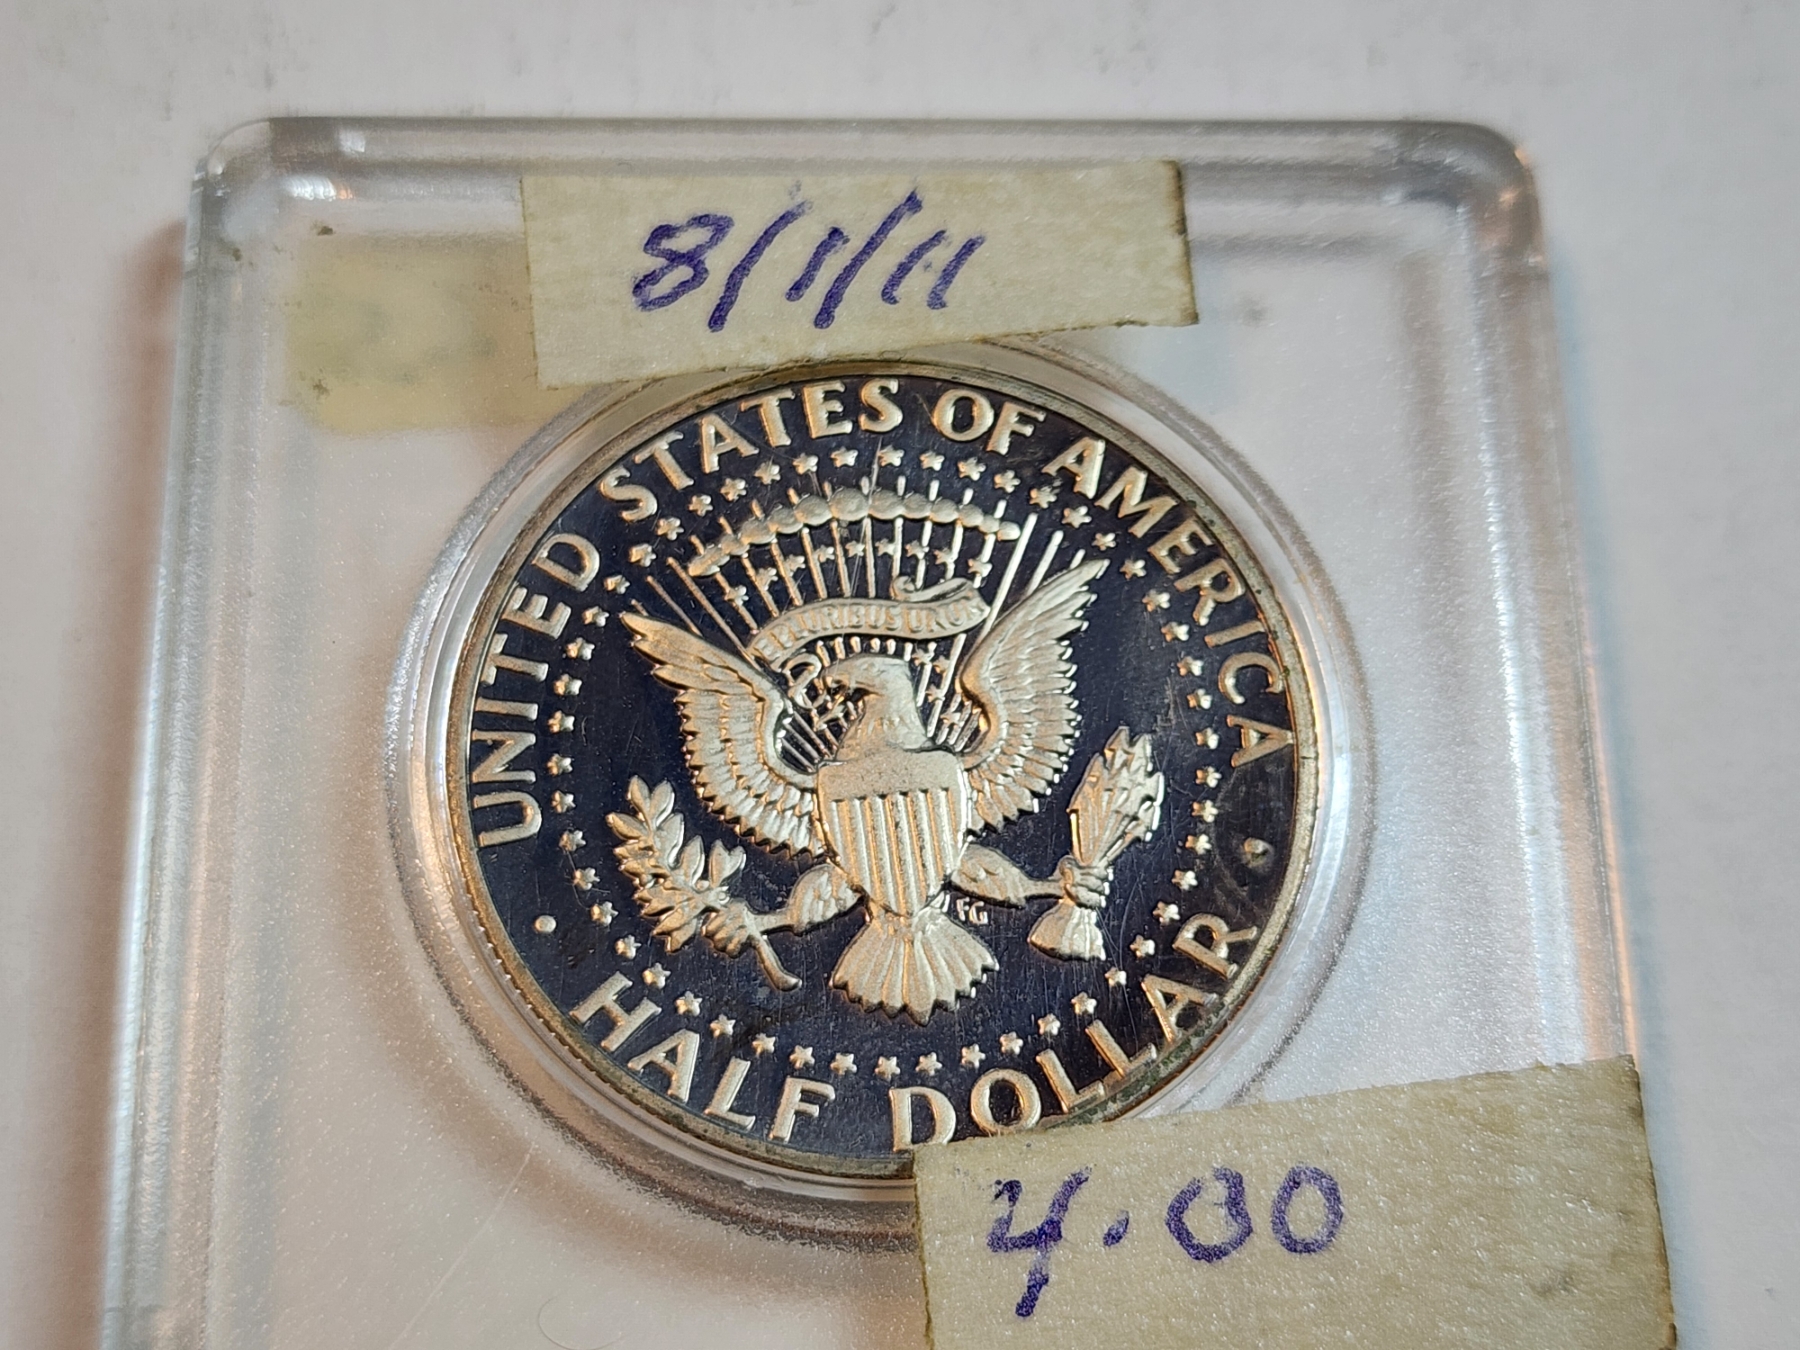 8/1/11
UNITED STATES OF AMERICA
E PLURIBUS UNUM
FG
HALF DOLLAR
4.00